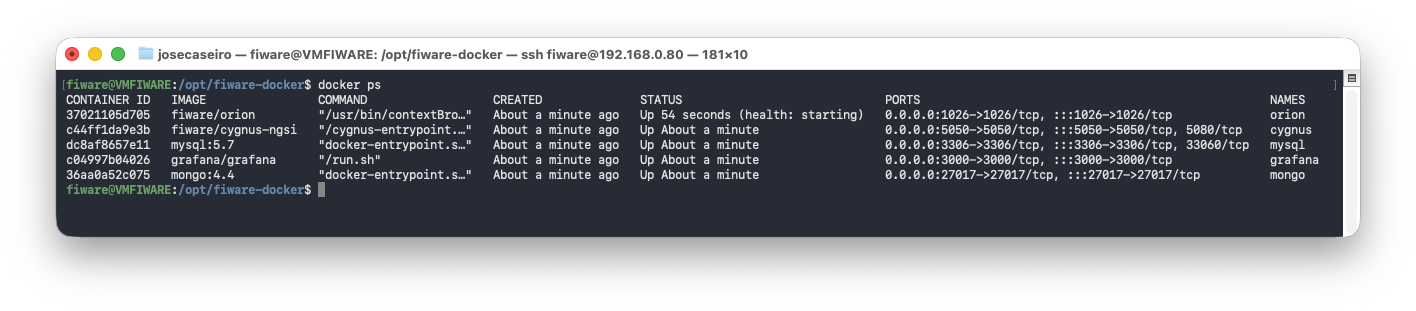 josecaseiro — fiware@VMFIWARE: /opt/fiware-docker — ssh fiware@192.168.0.80 — 181×10
[fiware@VMFIWARE:/opt/fiware-docker$ docker ps ]
CONTAINER ID   IMAGE                COMMAND                  CREATED              STATUS                             PORTS                                                  NAMES
37021105d705   fiware/orion         "/usr/bin/contextBro…"   About a minute ago   Up 54 seconds (health: starting)   0.0.0.0:1026->1026/tcp, :::1026->1026/tcp              orion
c44ff1da9e3b   fiware/cygnus-ngsi   "/cygnus-entrypoint.…"   About a minute ago   Up About a minute                  0.0.0.0:5050->5050/tcp, :::5050->5050/tcp, 5080/tcp    cygnus
dc8af8657e11   mysql:5.7            "docker-entrypoint.s…"   About a minute ago   Up About a minute                  0.0.0.0:3306->3306/tcp, :::3306->3306/tcp, 33060/tcp   mysql
c04997b04026   grafana/grafana      "/run.sh"                About a minute ago   Up About a minute                  0.0.0.0:3000->3000/tcp, :::3000->3000/tcp              grafana
36aa0a52c075   mongo:4.4            "docker-entrypoint.s…"   About a minute ago   Up About a minute                  0.0.0.0:27017->27017/tcp, :::27017->27017/tcp          mongo
fiware@VMFIWARE:/opt/fiware-docker$